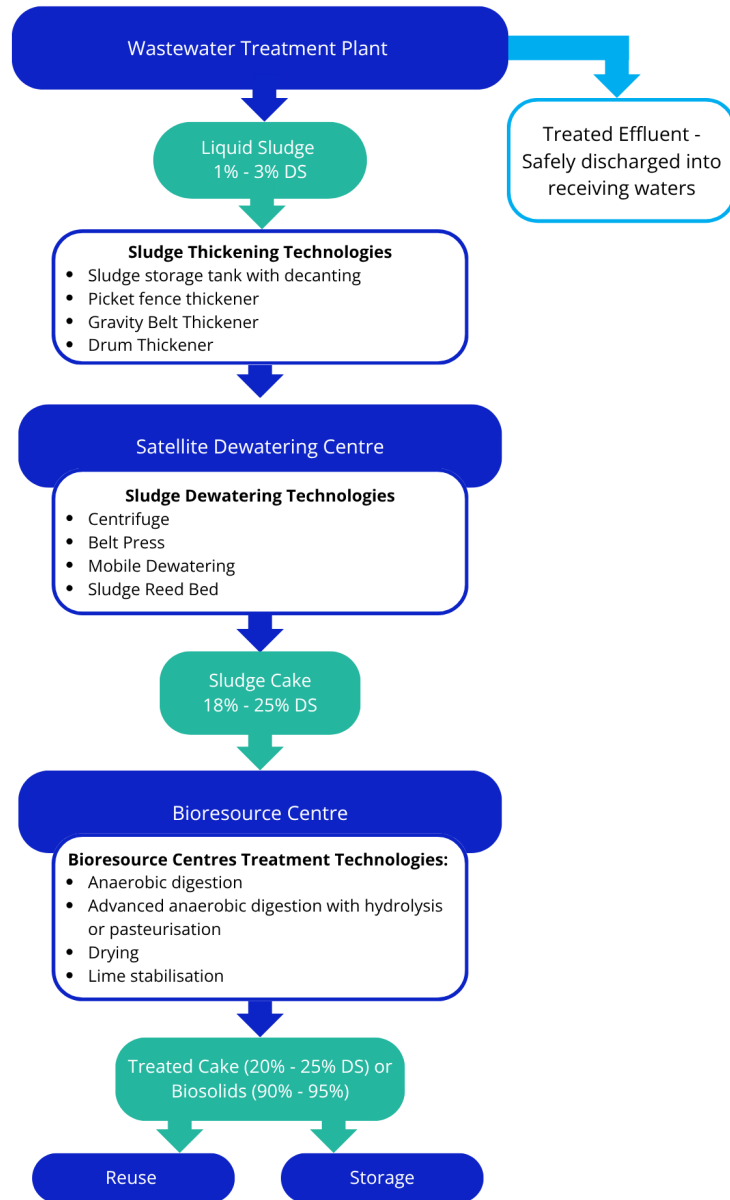 Wastewater Treatment Plant
Treated Effluent -
Safely discharged into
receiving waters
Liquid Sludge
1% - 3% DS
Sludge Thickening Technologies
• Sludge storage tank with decanting
• Picket fence thickener
• Gravity Belt Thickener
• Drum Thickener
Satellite Dewatering Centre
Sludge Dewatering Technologies
• Centrifuge
• Belt Press
• Mobile Dewatering
• Sludge Reed Bed
Sludge Cake
18% - 25% DS
Bioresource Centre
Bioresource Centres Treatment Technologies:
• Anaerobic digestion
• Advanced anaerobic digestion with hydrolysis
or pasteurisation
• Drying
• Lime stabilisation
Treated Cake (20% - 25% DS) or
Biosolids (90% - 95%)
Reuse
Storage